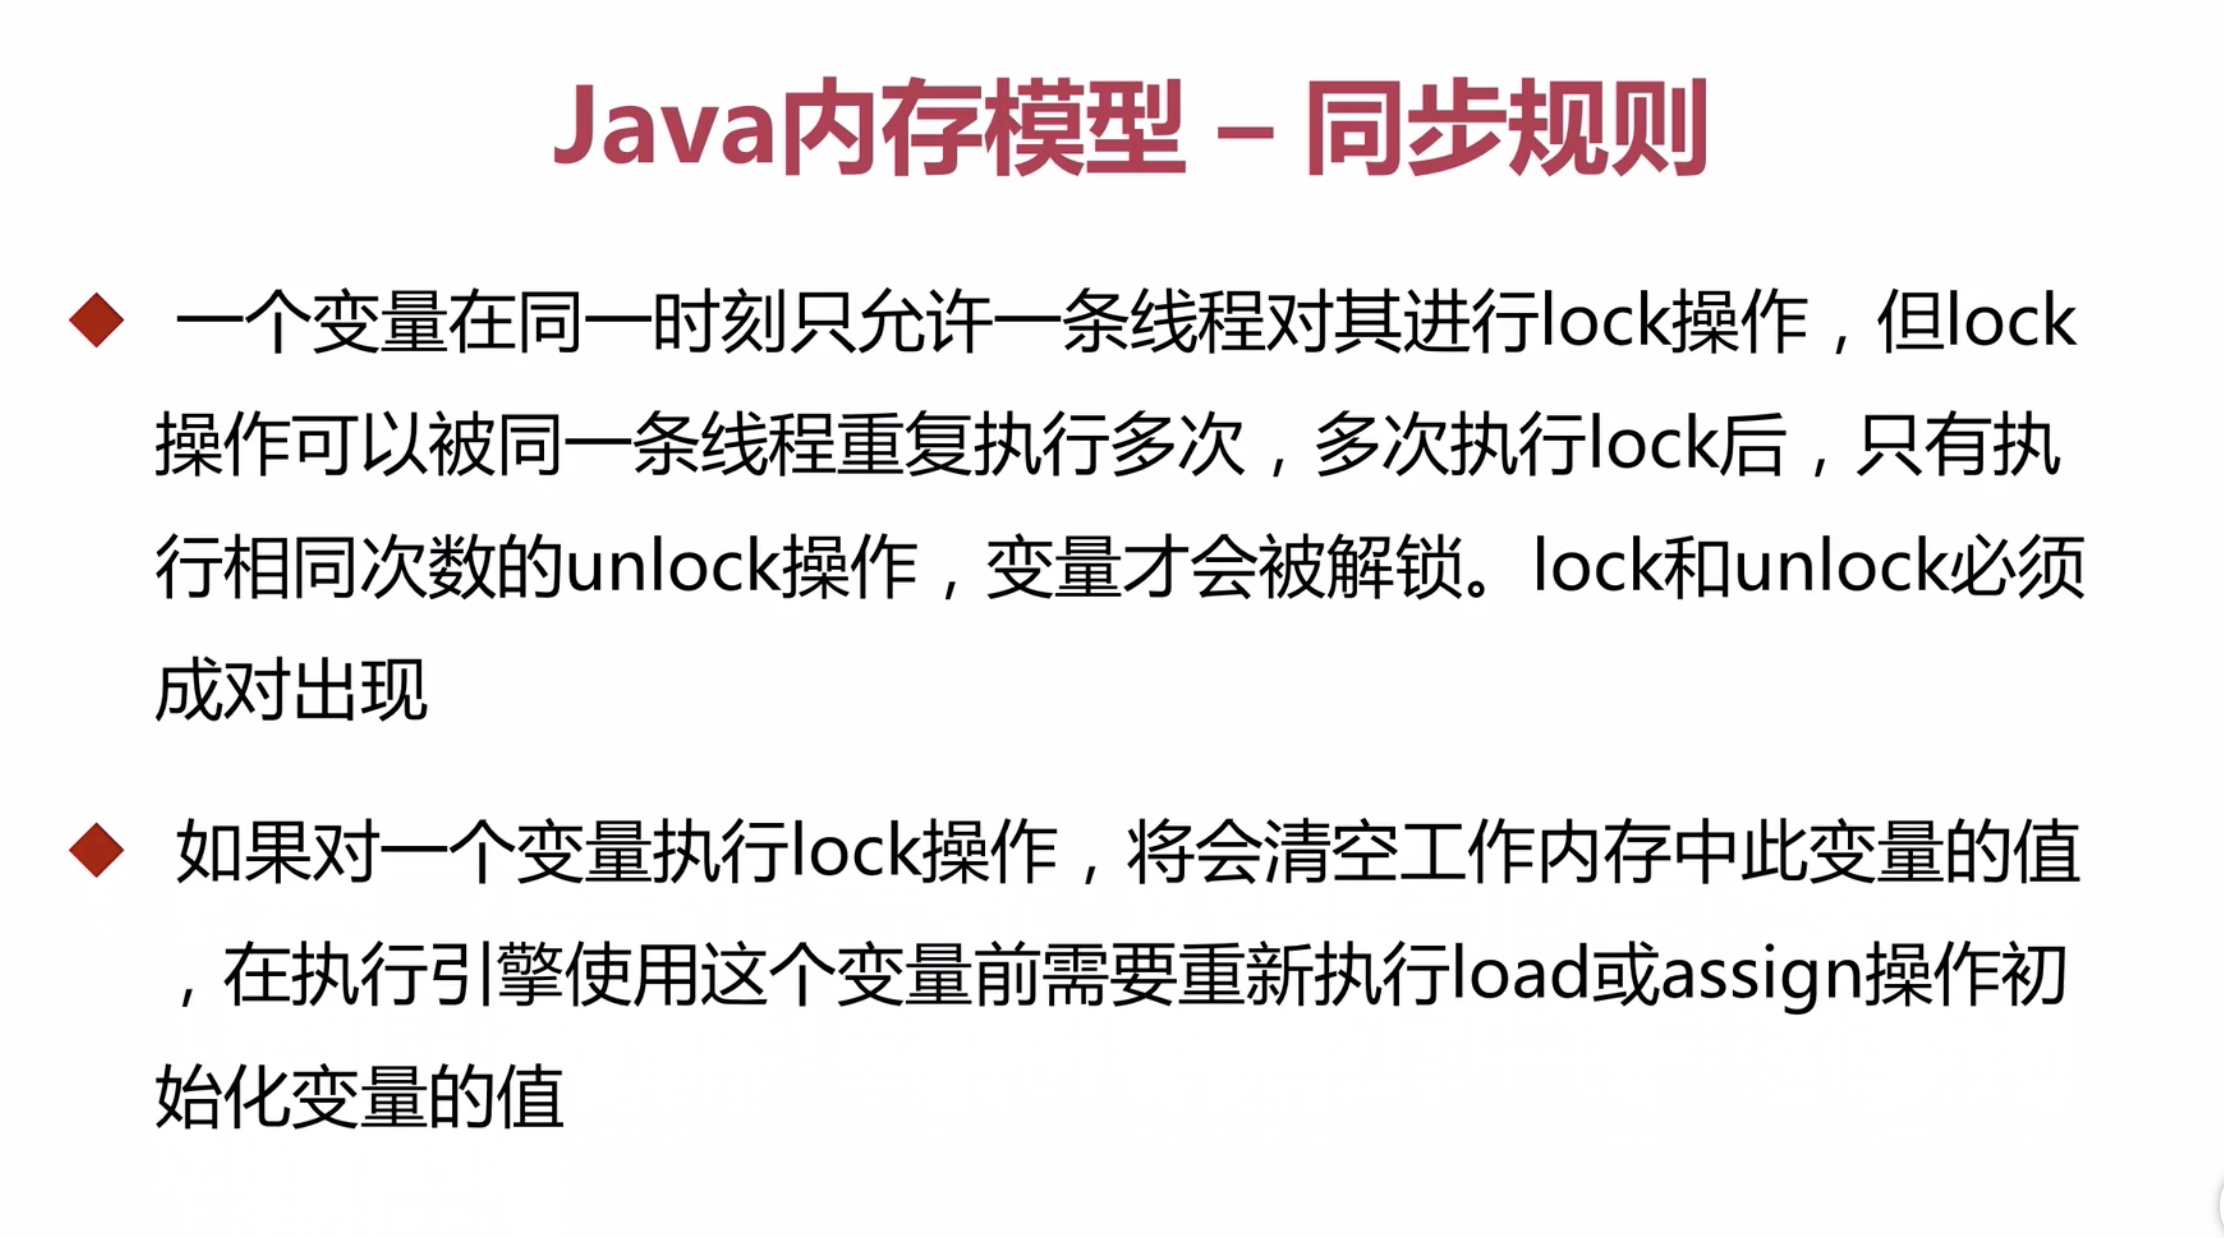 Java内存模型 – 同步规则
一个变量在同一时刻只允许一条线程对其进行lock操作，但lock
操作可以被同一条线程重复执行多次，多次执行lock后，只有执
行相同次数的unlock操作，变量才会被解锁。lock和unlock必须
成对出现
如果对一个变量执行lock操作，将会清空工作内存中此变量的值
，在执行引擎使用这个变量前需要重新执行load或assign操作初
始化变量的值